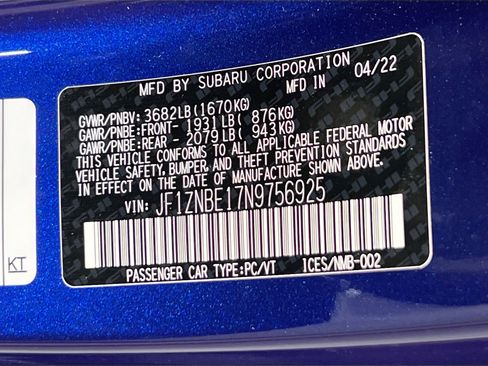 MFD BY SUBARU CORPORATION
MFD IN 04/22
GVWR/PNBV: 3682LB(1670KG)
GAWR/PNBE:FRONT- 1931LB( 876KG)
GAWR/PNBE:REAR - 2079LB( 943KG)
THIS VEHICLE CONFORMS TO ALL APPLICABLE FEDERAL MOTOR
VEHICLE SAFETY, BUMPER, AND THEFT PREVENTION STANDARDS
IN EFFECT ON THE DATE OF MANUFACTURE SHOWN ABOVE.
VIN: JF1ZNBE17N9756925
PASSENGER CAR TYPE:PC/VT ICES/NMB-002
KT